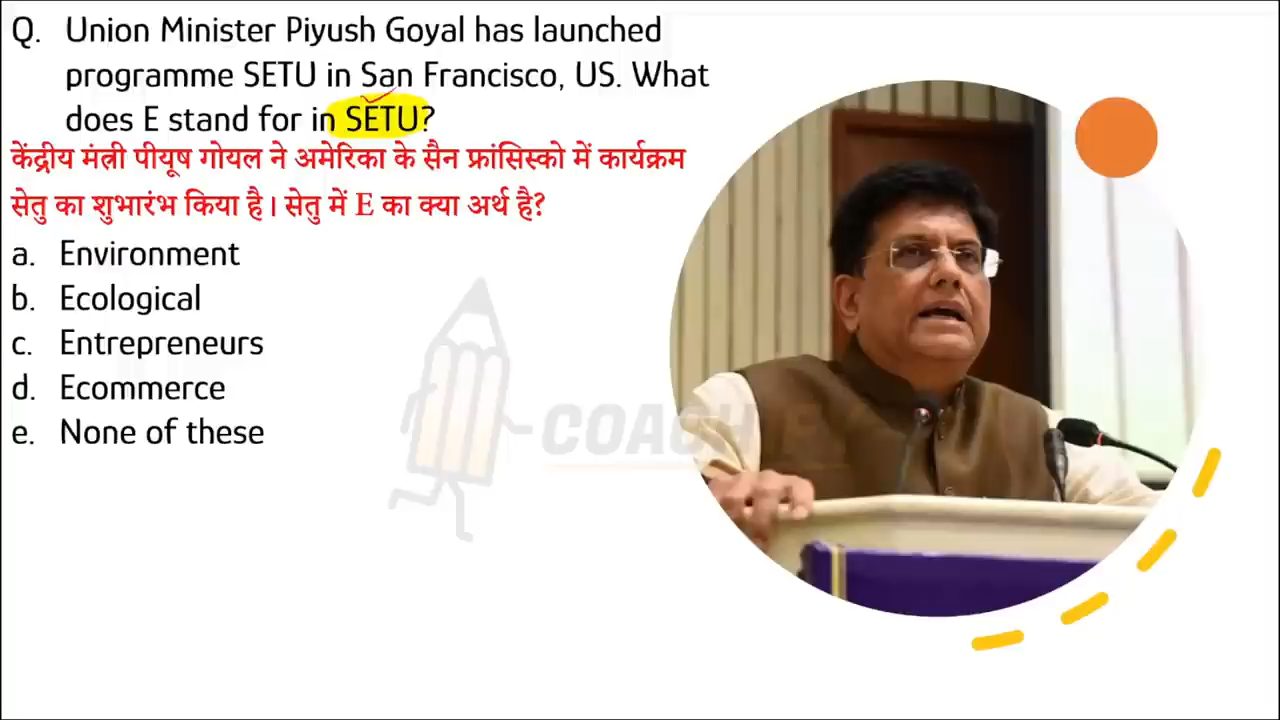 Q. Union Minister Piyush Goyal has launched
programme SETU in San Francisco, US. What
does E stand for in SETU?
केंद्रीय मंत्री पीयूष गोयल ने अमेरिका के सैन फ्रांसिस्को में कार्यक्रम
सेतु का शुभारंभ किया है। सेतु में E का क्या अर्थ है?
a. Environment
b. Ecological
c. Entrepreneurs
d. Ecommerce
e. None of these
-COACH